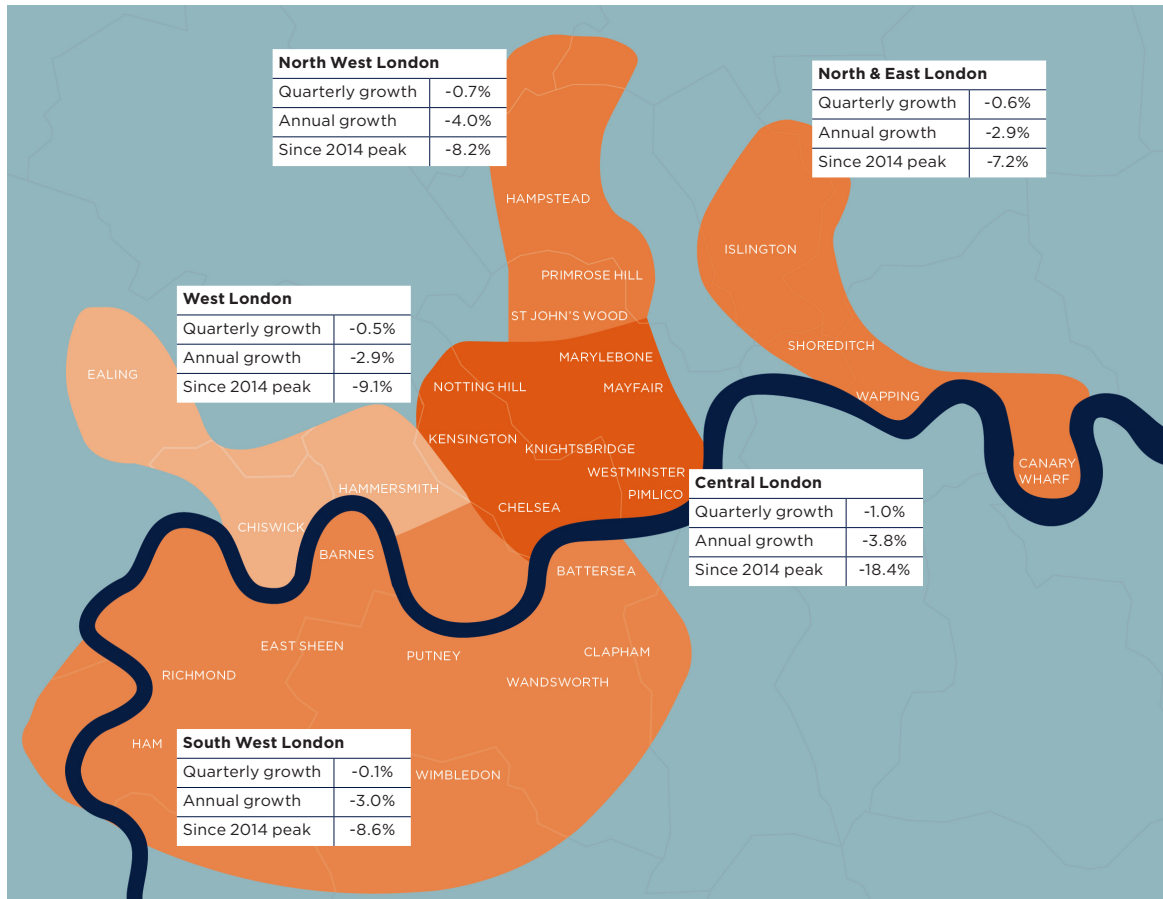 North West London
Quarterly growth -0.7%
Annual growth -4.0%
Since 2014 peak -8.2%
North & East London
Quarterly growth -0.6%
Annual growth -2.9%
Since 2014 peak -7.2%
HAMPSTEAD
ISLINGTON
PRIMROSE HILL
ST JOHN'S WOOD
West London
Quarterly growth -0.5%
Annual growth -2.9%
Since 2014 peak -9.1%
SHOREDITCH
MARYLEBONE
EALING
NOTTING HILL
MAYFAIR
WAPPING
KENSINGTON
KNIGHTSBRIDGE
WESTMINSTER
PIMLICO
CANARY
WHARF
HAMMERSMITH
CHELSEA
Central London
Quarterly growth -1.0%
Annual growth -3.8%
Since 2014 peak -18.4%
CHISWICK
BARNES
BATTERSEA
EAST SHEEN
PUTNEY
CLAPHAM
RICHMOND
WANDSWORTH
HAM
South West London
Quarterly growth -0.1%
Annual growth -3.0%
Since 2014 peak -8.6%
WIMBLEDON